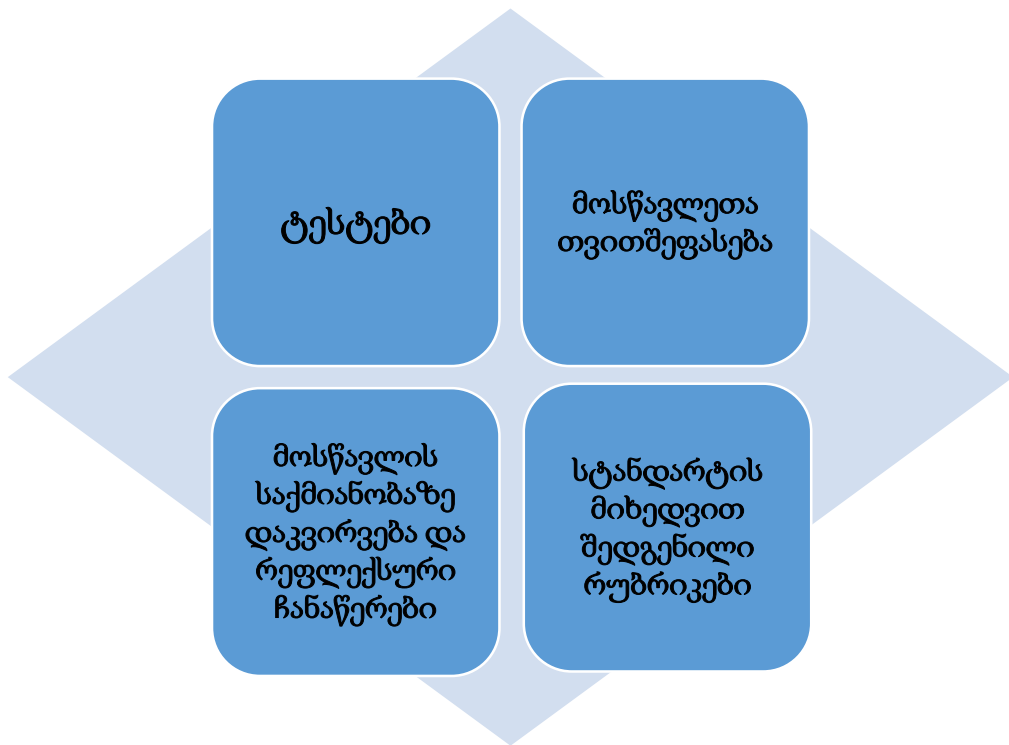 ტესტები
მოსწავლეთა
თვითშეფასება
მოსწავლის
საქმიანობაზე
დაკვირვება და
რეფლექსური
ჩანაწერები
სტანდარტის
მიხედვით
შედგენილი
რუბრიკები